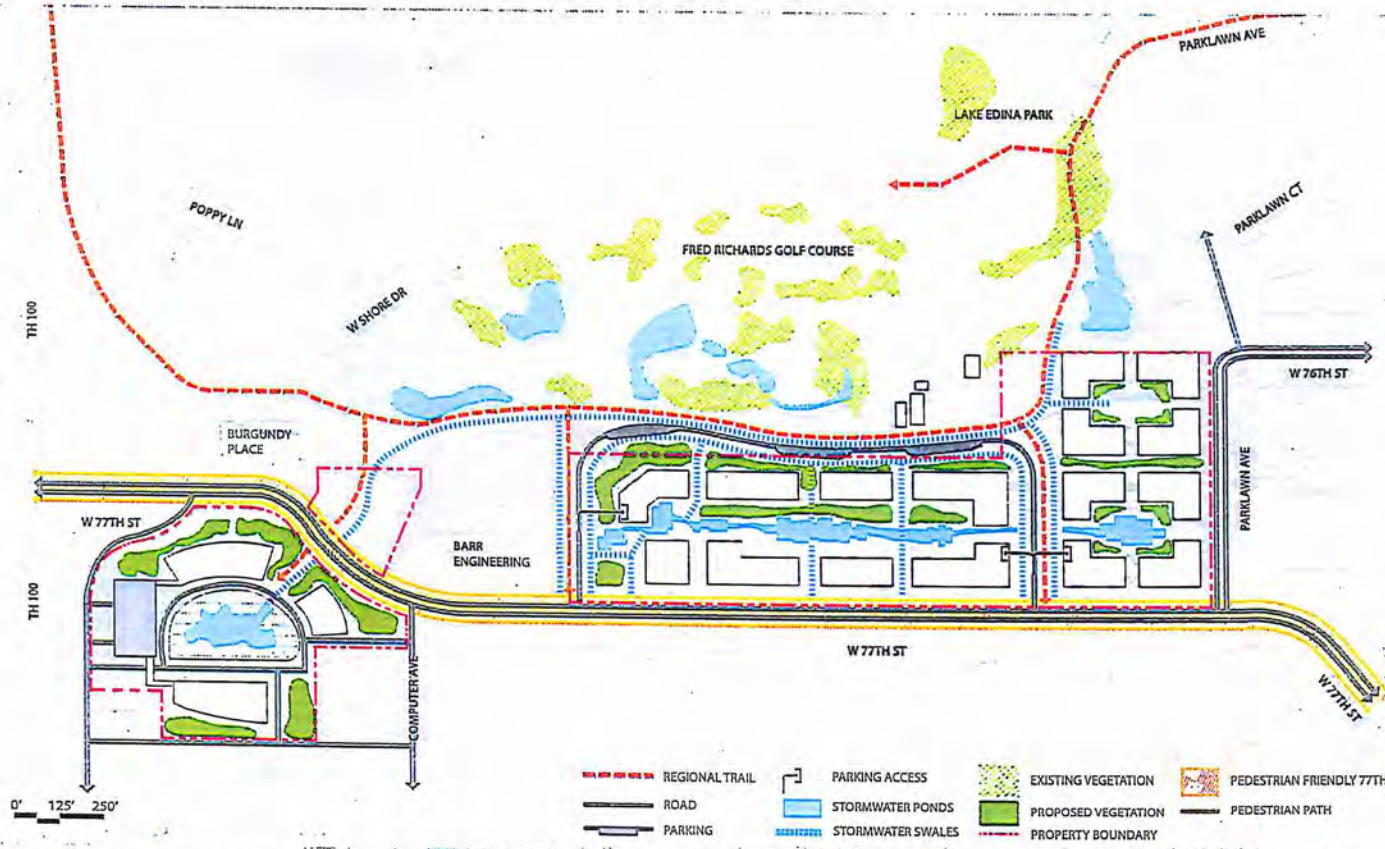 PARKLAWN AVE
LAKE EDINA PARK
PARKLAWN CT
POPPY LN
FRED RICHARDS GOLF COURSE
W SHORE DR
TH 100
W 76TH ST
BURGUNDY
PLACE
PARKLAWN AVE
W 77TH ST
BARR
ENGINEERING
TH 100
W 77TH ST
COMPUTER AVE
W 77TH ST
REGIONAL TRAIL
PARKING ACCESS
EXISTING VEGETATION
PEDESTRIAN FRIENDLY 77TH
ROAD
STORMWATER PONDS
PROPOSED VEGETATION
PEDESTRIAN PATH
PARKING
STORMWATER SWALES
PROPERTY BOUNDARY
0' 125' 250'